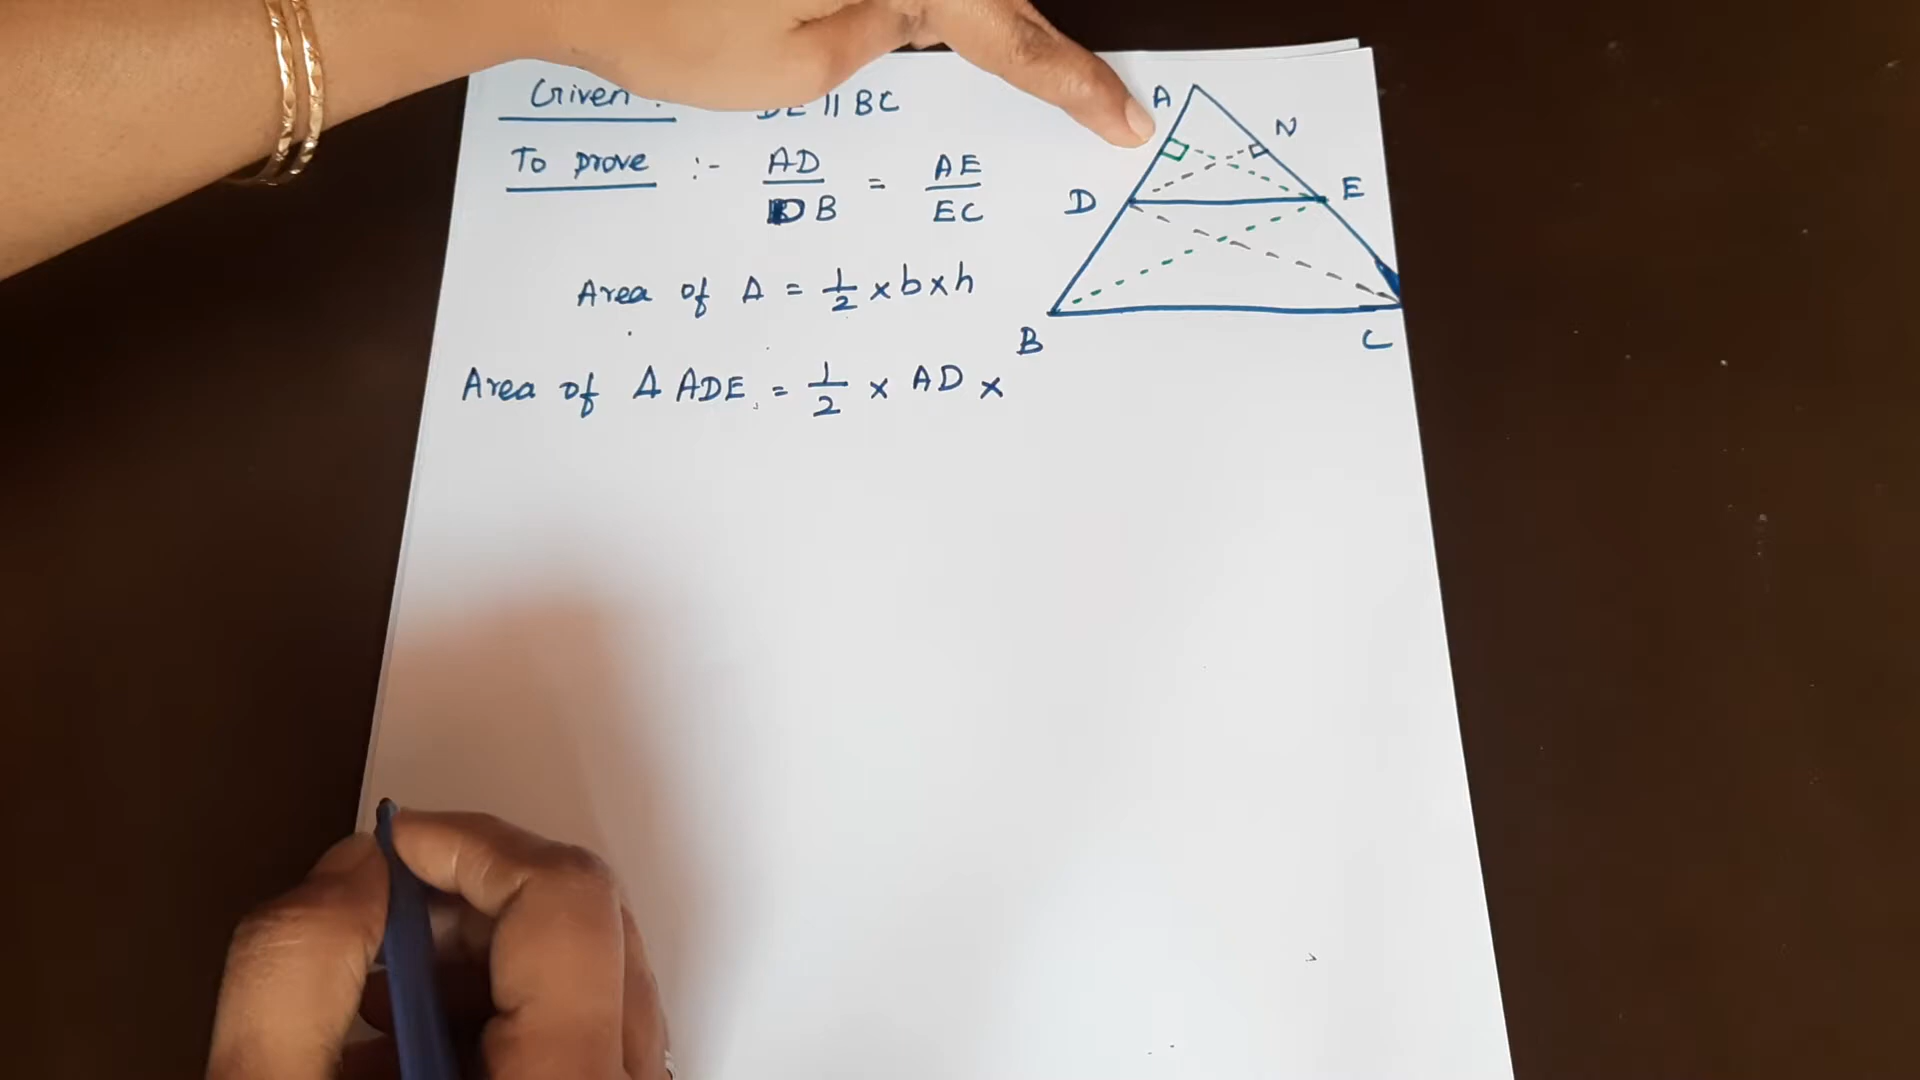 Given : DE || BC
To prove :- AD/DB = AE/EC
Area of Δ = 1/2 × b × h
Area of Δ ADE = 1/2 × AD ×
A
N
D
E
B
C